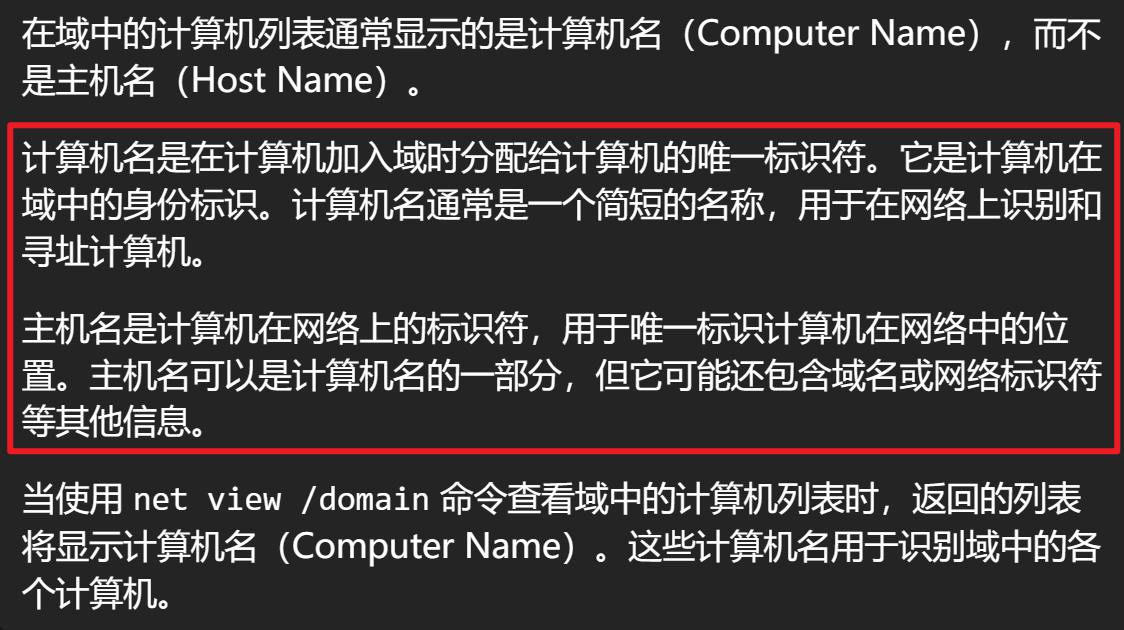 在域中的计算机列表通常显示的是计算机名（Computer Name），而不
是主机名（Host Name）。
计算机名是在计算机加入域时分配给计算机的唯一标识符。它是计算机在
域中的身份标识。计算机名通常是一个简短的名称，用于在网络上识别和
寻址计算机。
主机名是计算机在网络上的标识符，用于唯一标识计算机在网络中的位
置。主机名可以是计算机名的一部分，但它可能还包含域名或网络标识符
等其他信息。
当使用 net view /domain 命令查看域中的计算机列表时，返回的列表
将显示计算机名（Computer Name）。这些计算机名用于识别域中的各
个计算机。